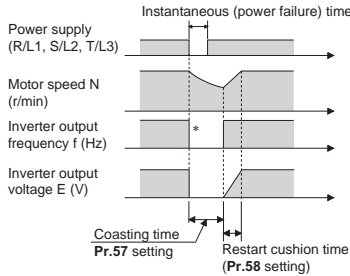 Instantaneous (power failure) time
Power supply
(R/L1, S/L2, T/L3)
Motor speed N
(r/min)
Inverter output
frequency f (Hz)
*
Inverter output
voltage E (V)
Coasting time
Pr.57 setting
Restart cushion time
(Pr.58 setting)